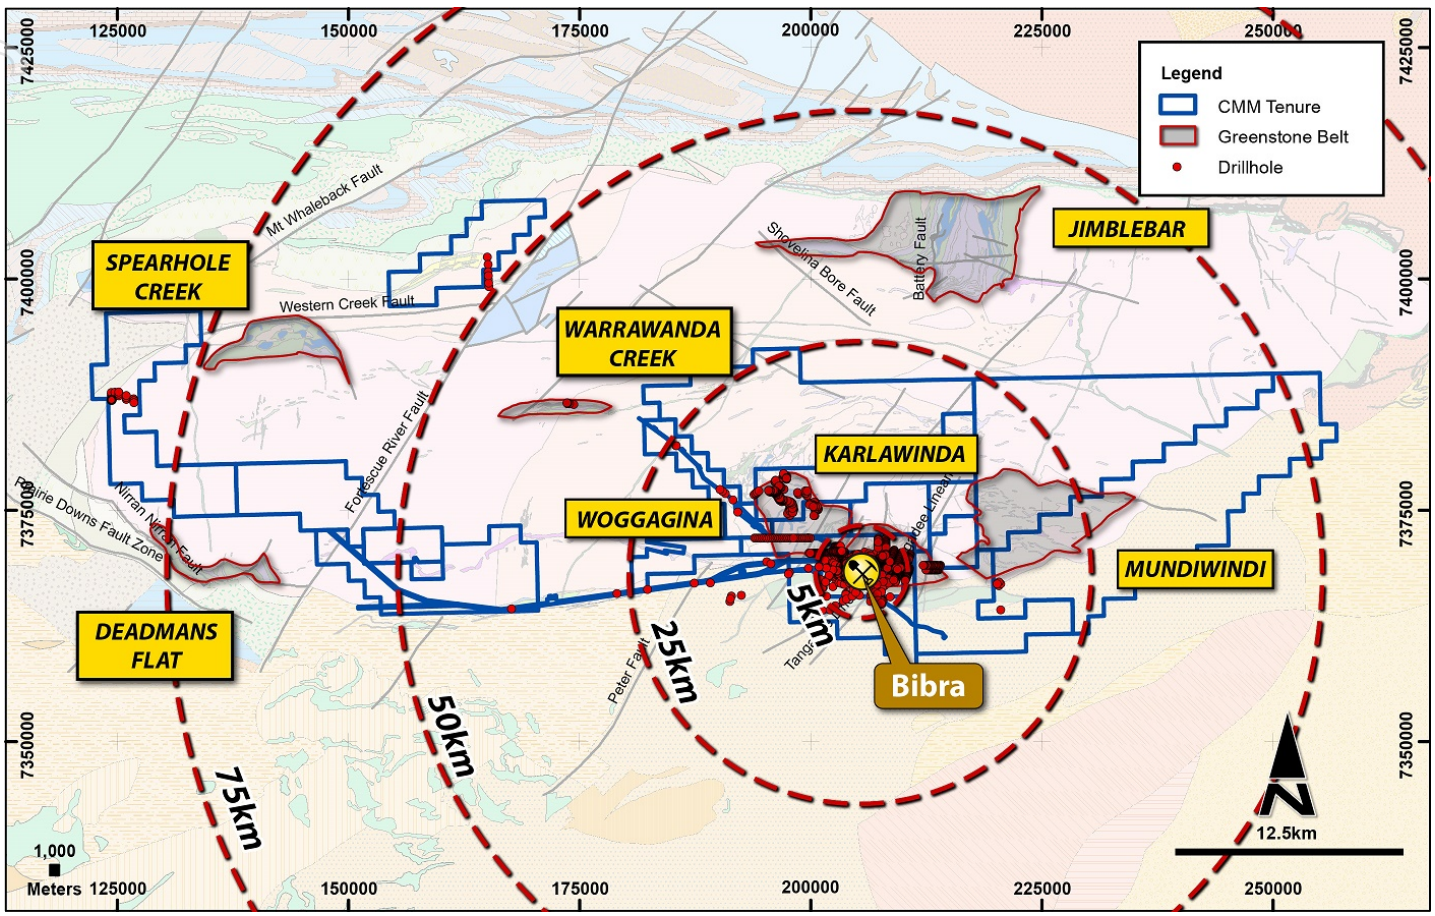 125000
150000
175000
200000
225000
250000
7425000
7425000
Legend
CMM Tenure
Greenstone Belt
Drillhole
Mt Whaleback Fault
JIMBLEBAR
Shovelina Bore Fault
Battery Fault
SPEARHOLE
CREEK
7400000
7400000
Western Creek Fault
WARRAWANDA
CREEK
Fortescue River Fault
KARLAWINDA
Prairie Downs Fault Zone
Nirran Nirran Fault
7375000
7375000
WOGGAGINA
MUNDIWINDI
5km
DEADMANS
FLAT
25km
Peter Fault
Bibra
50km
7350000
7350000
75km
N
12.5km
1,000
Meters
125000
150000
175000
200000
225000
250000